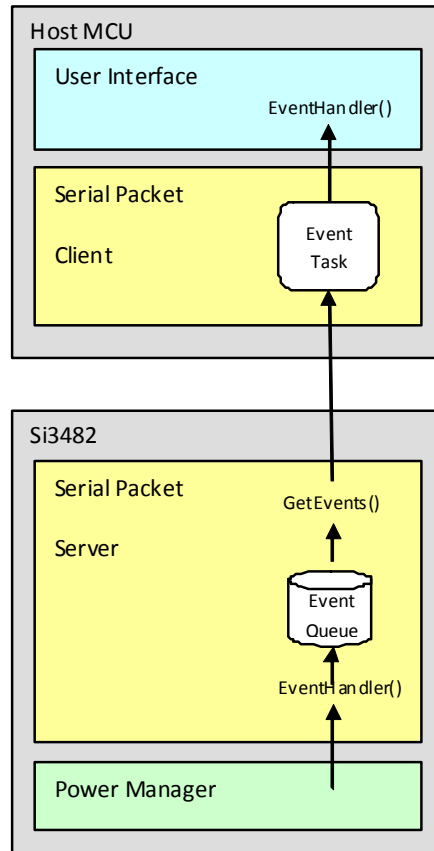 Host MCU
User Interface
EventHandler()
Serial Packet
Client
Event
Task
Si3482
Serial Packet
GetEvents()
Server
Event
Queue
EventHandler()
Power Manager